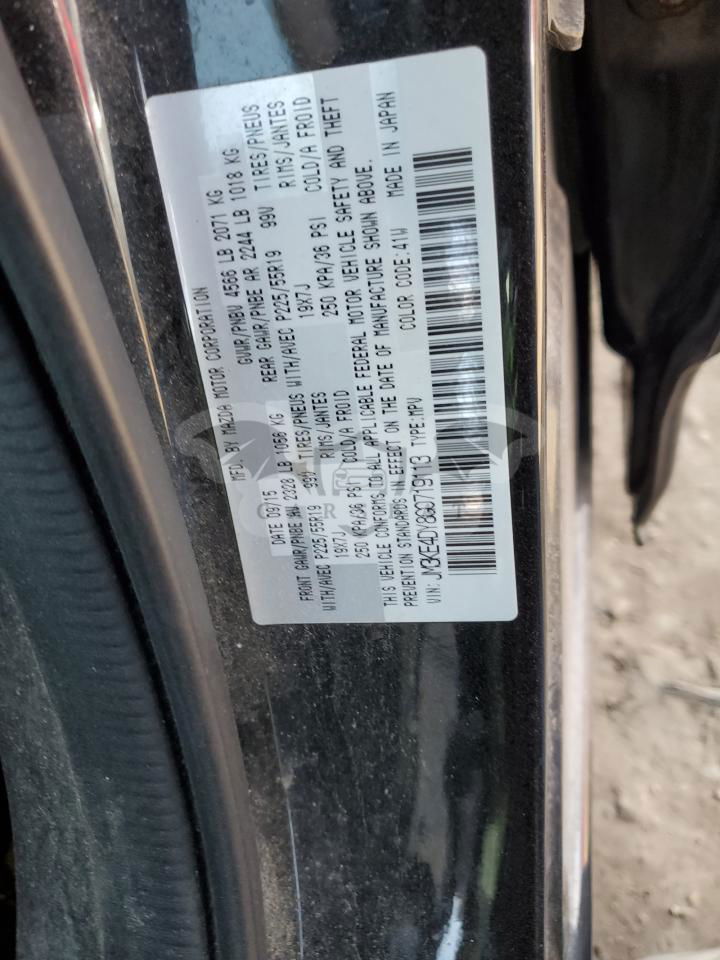 MFD. BY MAZDA MOTOR CORPORATION
DATE 09/15 GVWR/PNBV 4566 LB 2071 KG
FRONT GAWR/PNBE AV 2328 LB 1056 KG REAR GAWR/PNBE AR 2244 LB 1018 KG
WITH/AVEC P225/55R19 99V TIRES/PNEUS WITH/AVEC P225/55R19 99V TIRES/PNEUS
19X7J RIMS/JANTES 19X7J RIMS/JANTES
250 KPA/36 PSI COLD/A FROID 250 KPA/36 PSI COLD/A FROID
THIS VEHICLE CONFORMS TO ALL APPLICABLE FEDERAL MOTOR VEHICLE SAFETY AND THEFT
PREVENTION STANDARDS IN EFFECT ON THE DATE OF MANUFACTURE SHOWN ABOVE.
VIN: JM3KE4DY8G0719113 TYPE:MPV COLOR CODE:41W MADE IN JAPAN